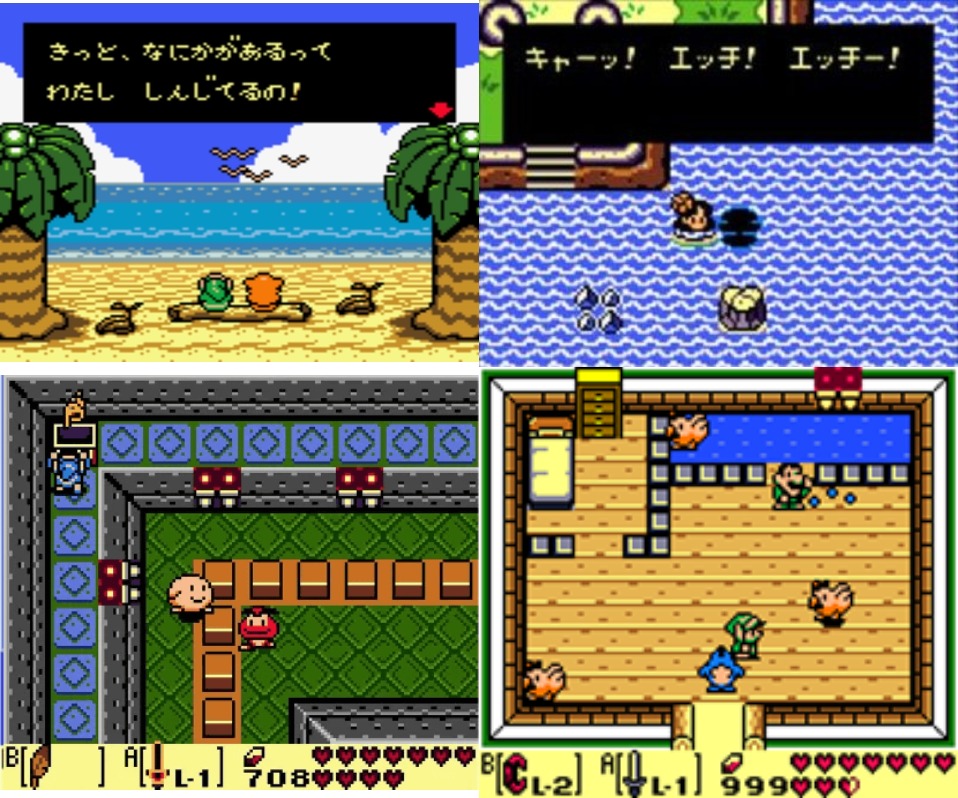 きっと、なにかがあるって
わたし しんじてるの!
キャーッ! エッチ! エッチー!
B[ ] A[ L-1] 708
B[ L-2] A[ L-1] 999